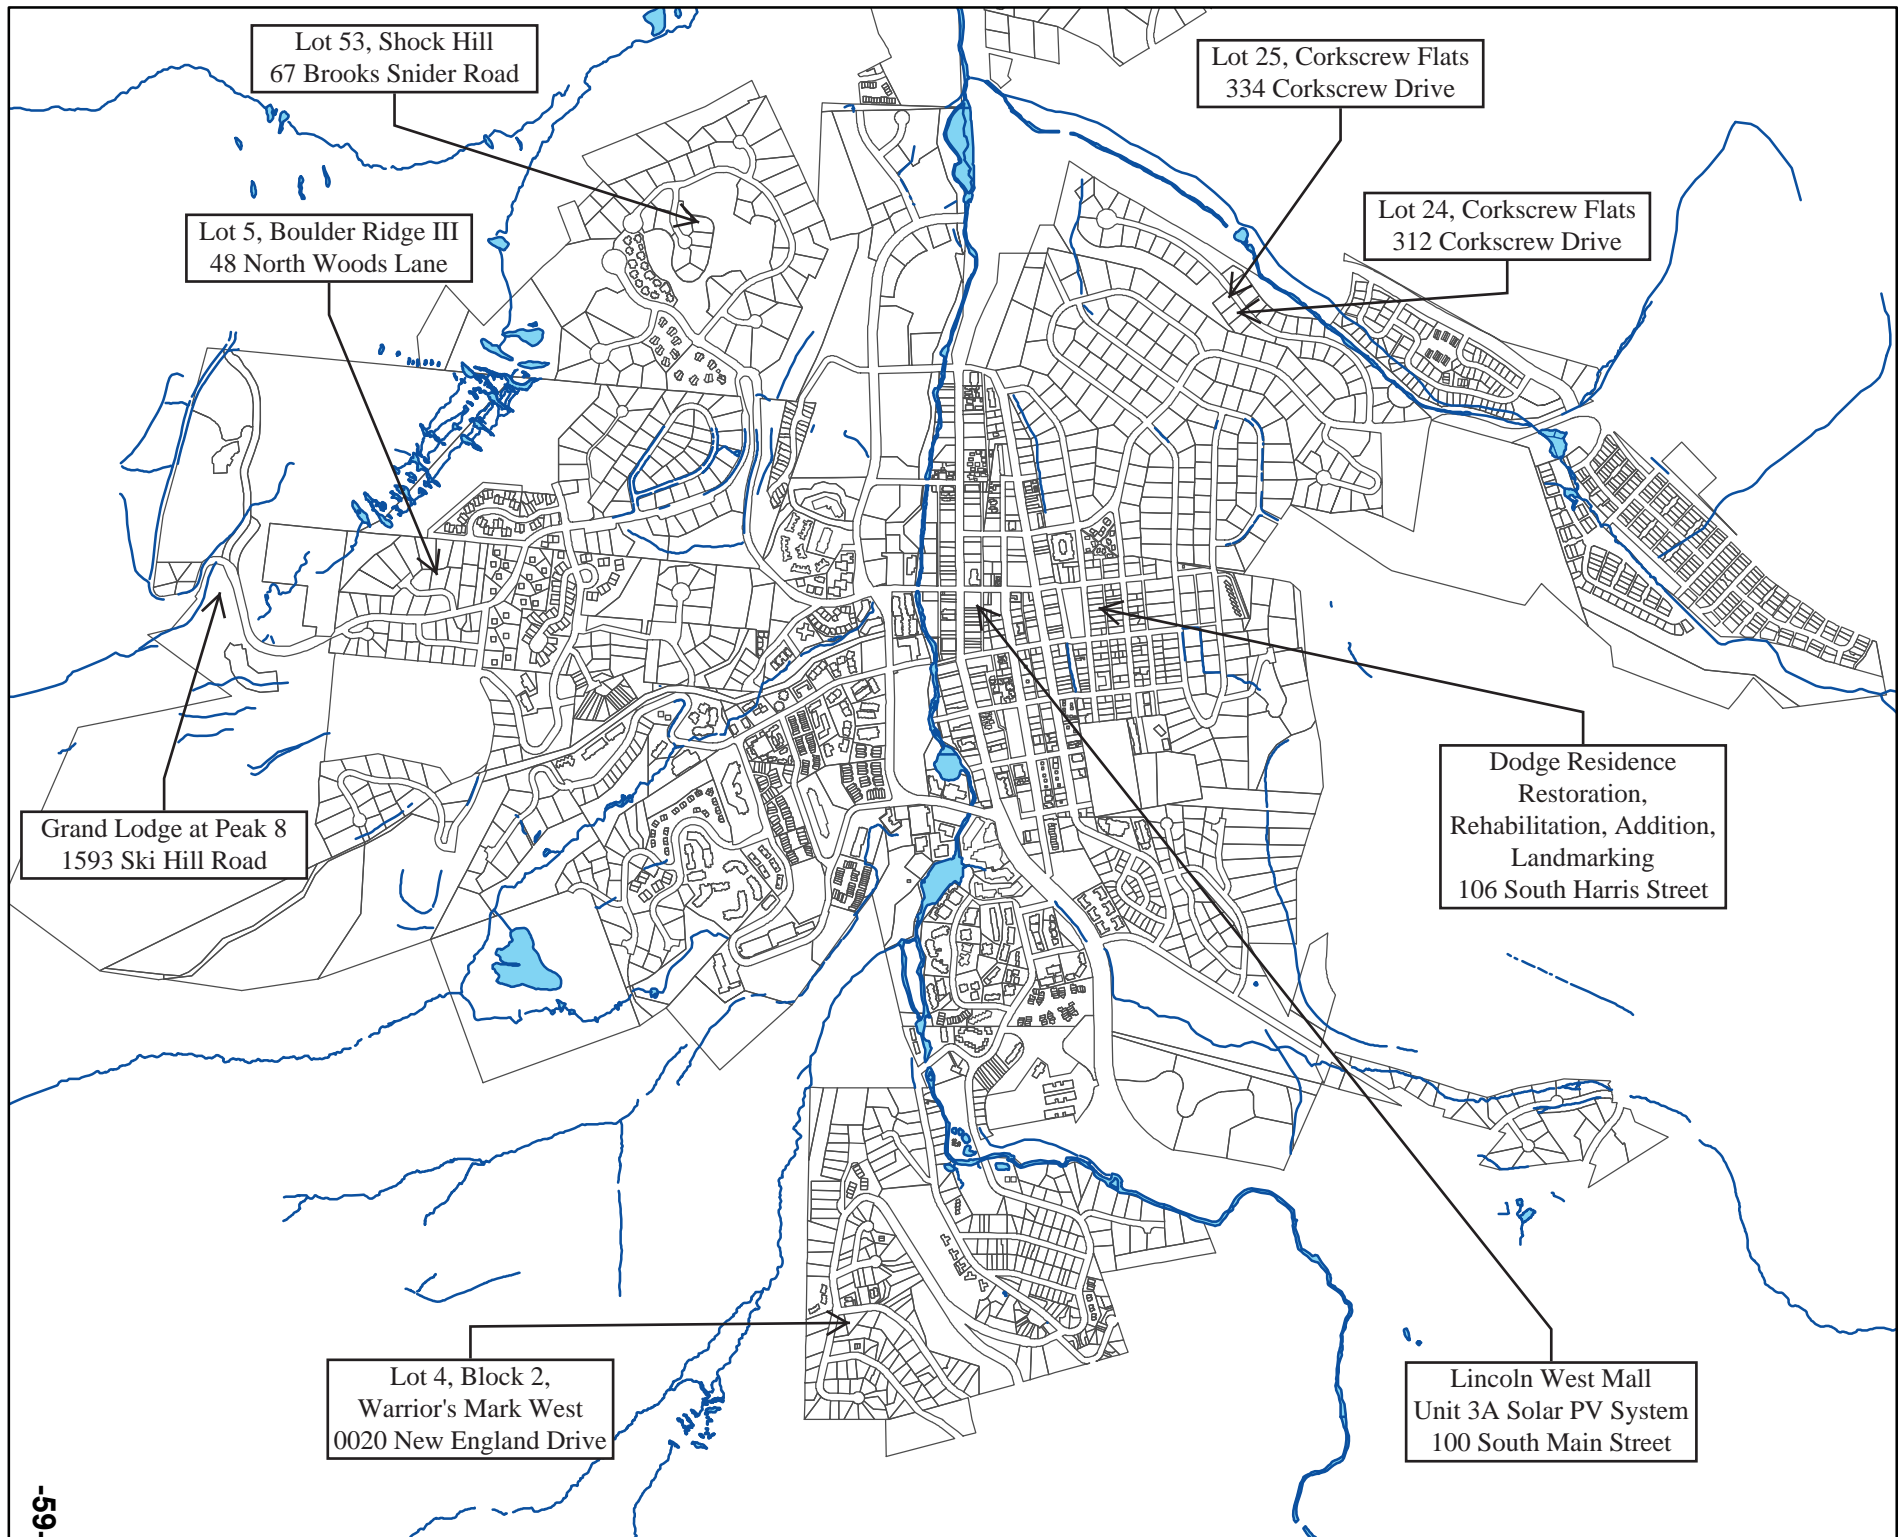 Lot 53, Shock Hill
67 Brooks Snider Road
Lot 25, Corkscrew Flats
334 Corkscrew Drive
Lot 5, Boulder Ridge III
48 North Woods Lane
Lot 24, Corkscrew Flats
312 Corkscrew Drive
Grand Lodge at Peak 8
1593 Ski Hill Road
Dodge Residence
Restoration,
Rehabilitation, Addition,
Landmarking
106 South Harris Street
Lot 4, Block 2,
Warrior's Mark West
0020 New England Drive
Lincoln West Mall
Unit 3A Solar PV System
100 South Main Street
-59-